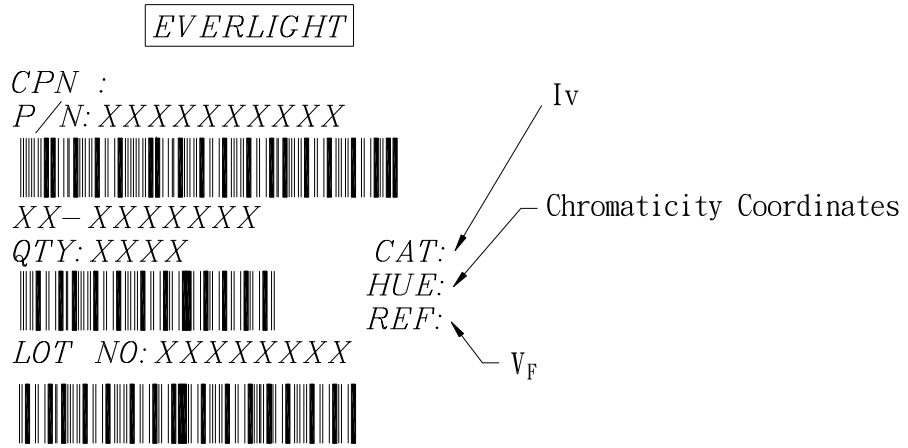 EVERLIGHT
CPN :
P/N: XXXXXXXXXX
XX-XXXXXXX
QTY: XXXX
LOT NO: XXXXXXXX
CAT:
HUE:
REF:
Iv
Chromaticity Coordinates
VF